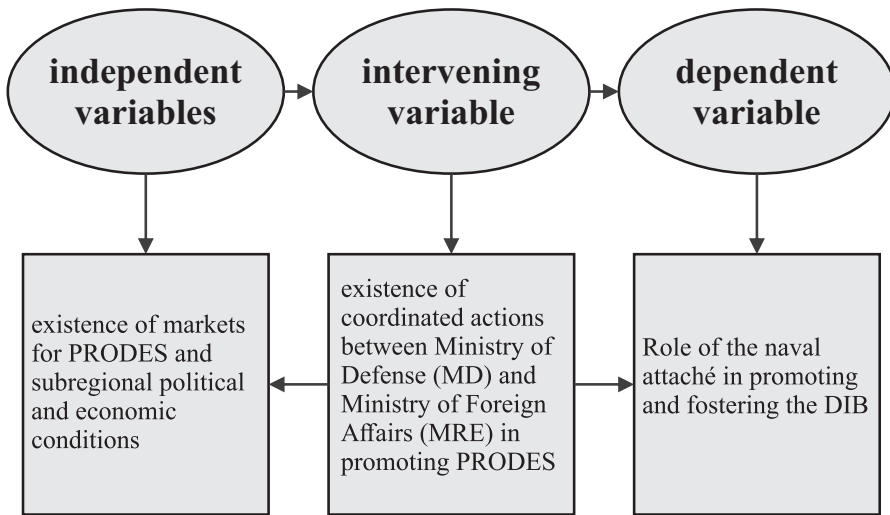 independent
variables
intervening
variable
dependent
variable
existence of markets
for PRODES and
subregional political
and economic
conditions
existence of
coordinated actions
between Ministry of
Defense (MD) and
Ministry of Foreign
Affairs (MRE) in
promoting PRODES
Role of the naval
attaché in promoting
and fostering the DIB